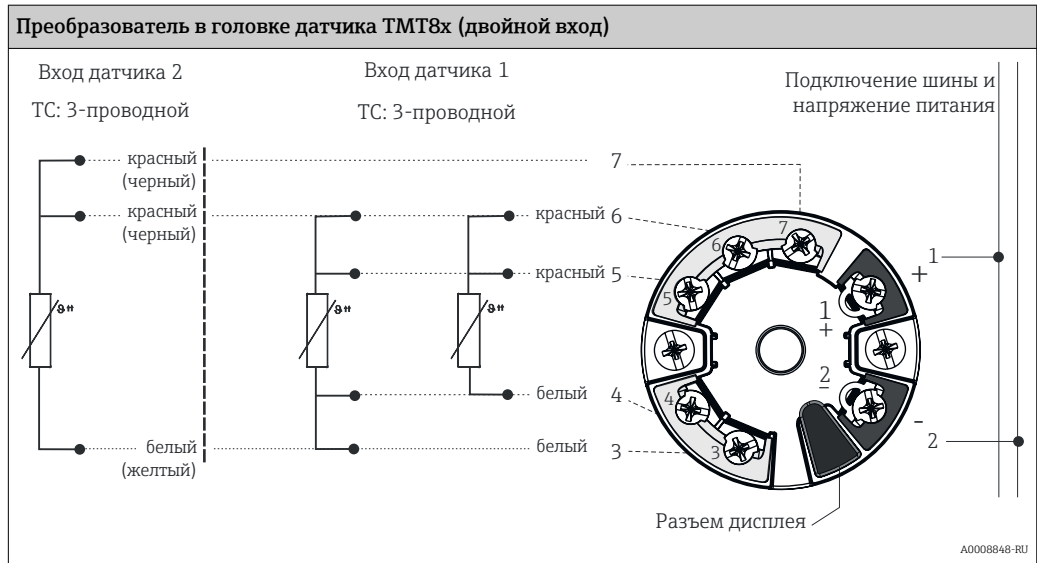 Преобразователь в головке датчика TMT8x (двойной вход)
Вход датчика 2
ТС: 3-проводной
Вход датчика 1
ТС: 3-проводной
Подключение шины и
напряжение питания
красный
(черный)
7
красный
(черный)
красный 6
красный 5
белый 4
белый 3
белый
(желтый)
ϑ
ϑ
ϑ
7
6
5
4
3
1
+
2
-
1
+
-
2
Разъем дисплея
A0008848-RU